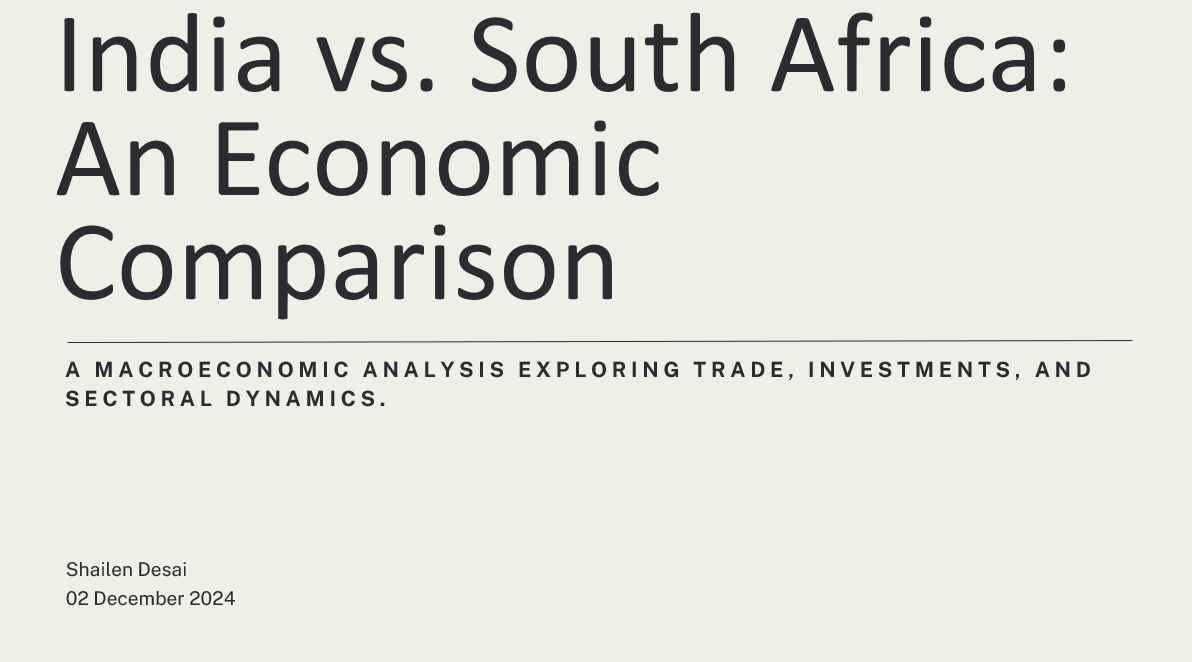 India vs. South Africa:
An Economic
Comparison
A MACROECONOMIC ANALYSIS EXPLORING TRADE, INVESTMENTS, AND
SECTORAL DYNAMICS.
Shailen Desai
02 December 2024